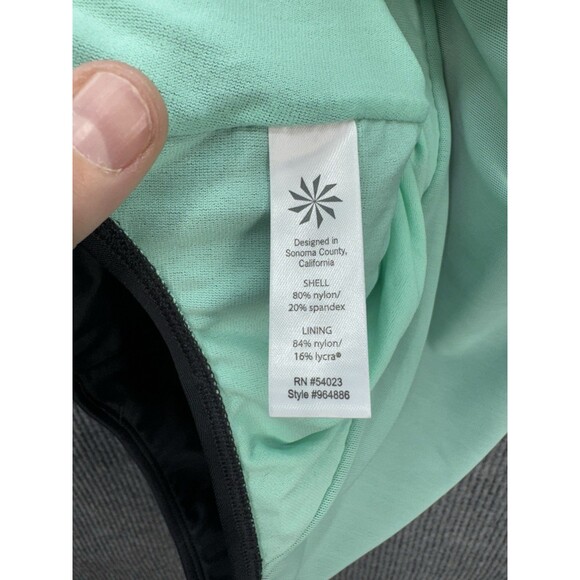 Designed in
Sonoma County,
California
SHELL
80% nylon/
20% spandex
LINING
84% nylon/
16% lycra®
RN #54023
Style #964886